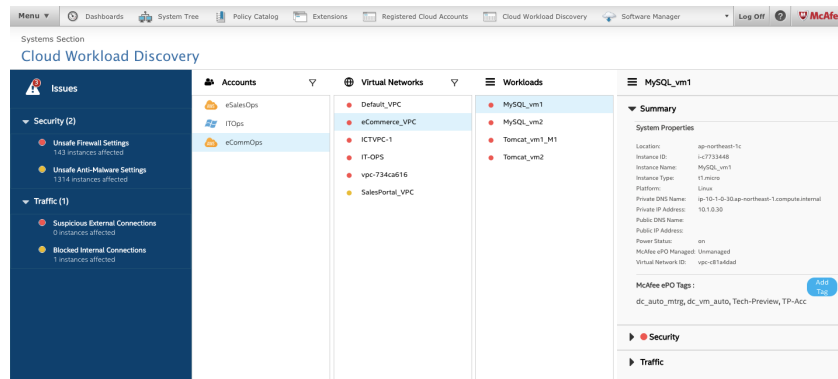 Menu ▼ Dashboards System Tree Policy Catalog Extensions Registered Cloud Accounts Cloud Workload Discovery Software Manager ▼ Log Off McAfe
Systems Section
Cloud Workload Discovery
3
Issues
Security (2)
Unsafe Firewall Settings
143 instances affected
Unsafe Anti-Malware Settings
1314 instances affected
Traffic (1)
Suspicious External Connections
0 instances affected
Blocked Internal Connections
1 instances affected
Accounts
eSalesOps
ITOps
eCommOps
Virtual Networks
Default_VPC
eCommerce_VPC
ICTVPC-1
IT-OPS
vpc-734ca616
SalesPortal_VPC
Workloads
MySQL_vm1
MySQL_vm2
Tomcat_vm1_M1
Tomcat_vm2
MySQL_vm1
Summary
System Properties
Location: ap-northeast-1c
Instance ID: i-c7733448
Instance Name: MySQL_vm1
Instance Type: t1.micro
Platform: Linux
Private DNS Name: ip-10-1-0-30.ap-northeast-1.compute.internal
Private IP Address: 10.1.0.30
Public DNS Name:
Public IP Address:
Power Status: on
McAfee ePO Managed: Unmanaged
Virtual Network ID: vpc-c81a4dad
McAfee ePO Tags :
Add
Tag
dc_auto_mtrg, dc_vm_auto, Tech-Preview, TP-Acc
Security
Traffic